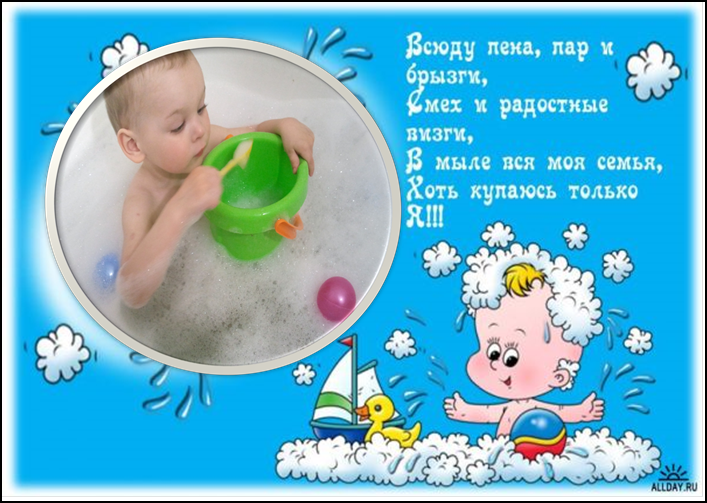 Всюду пена, пар и
брызги,
Смех и радостные
визги,
В мыле вся моя семья,
Хоть купаюсь только
Я!!!
ALLDAY.RU